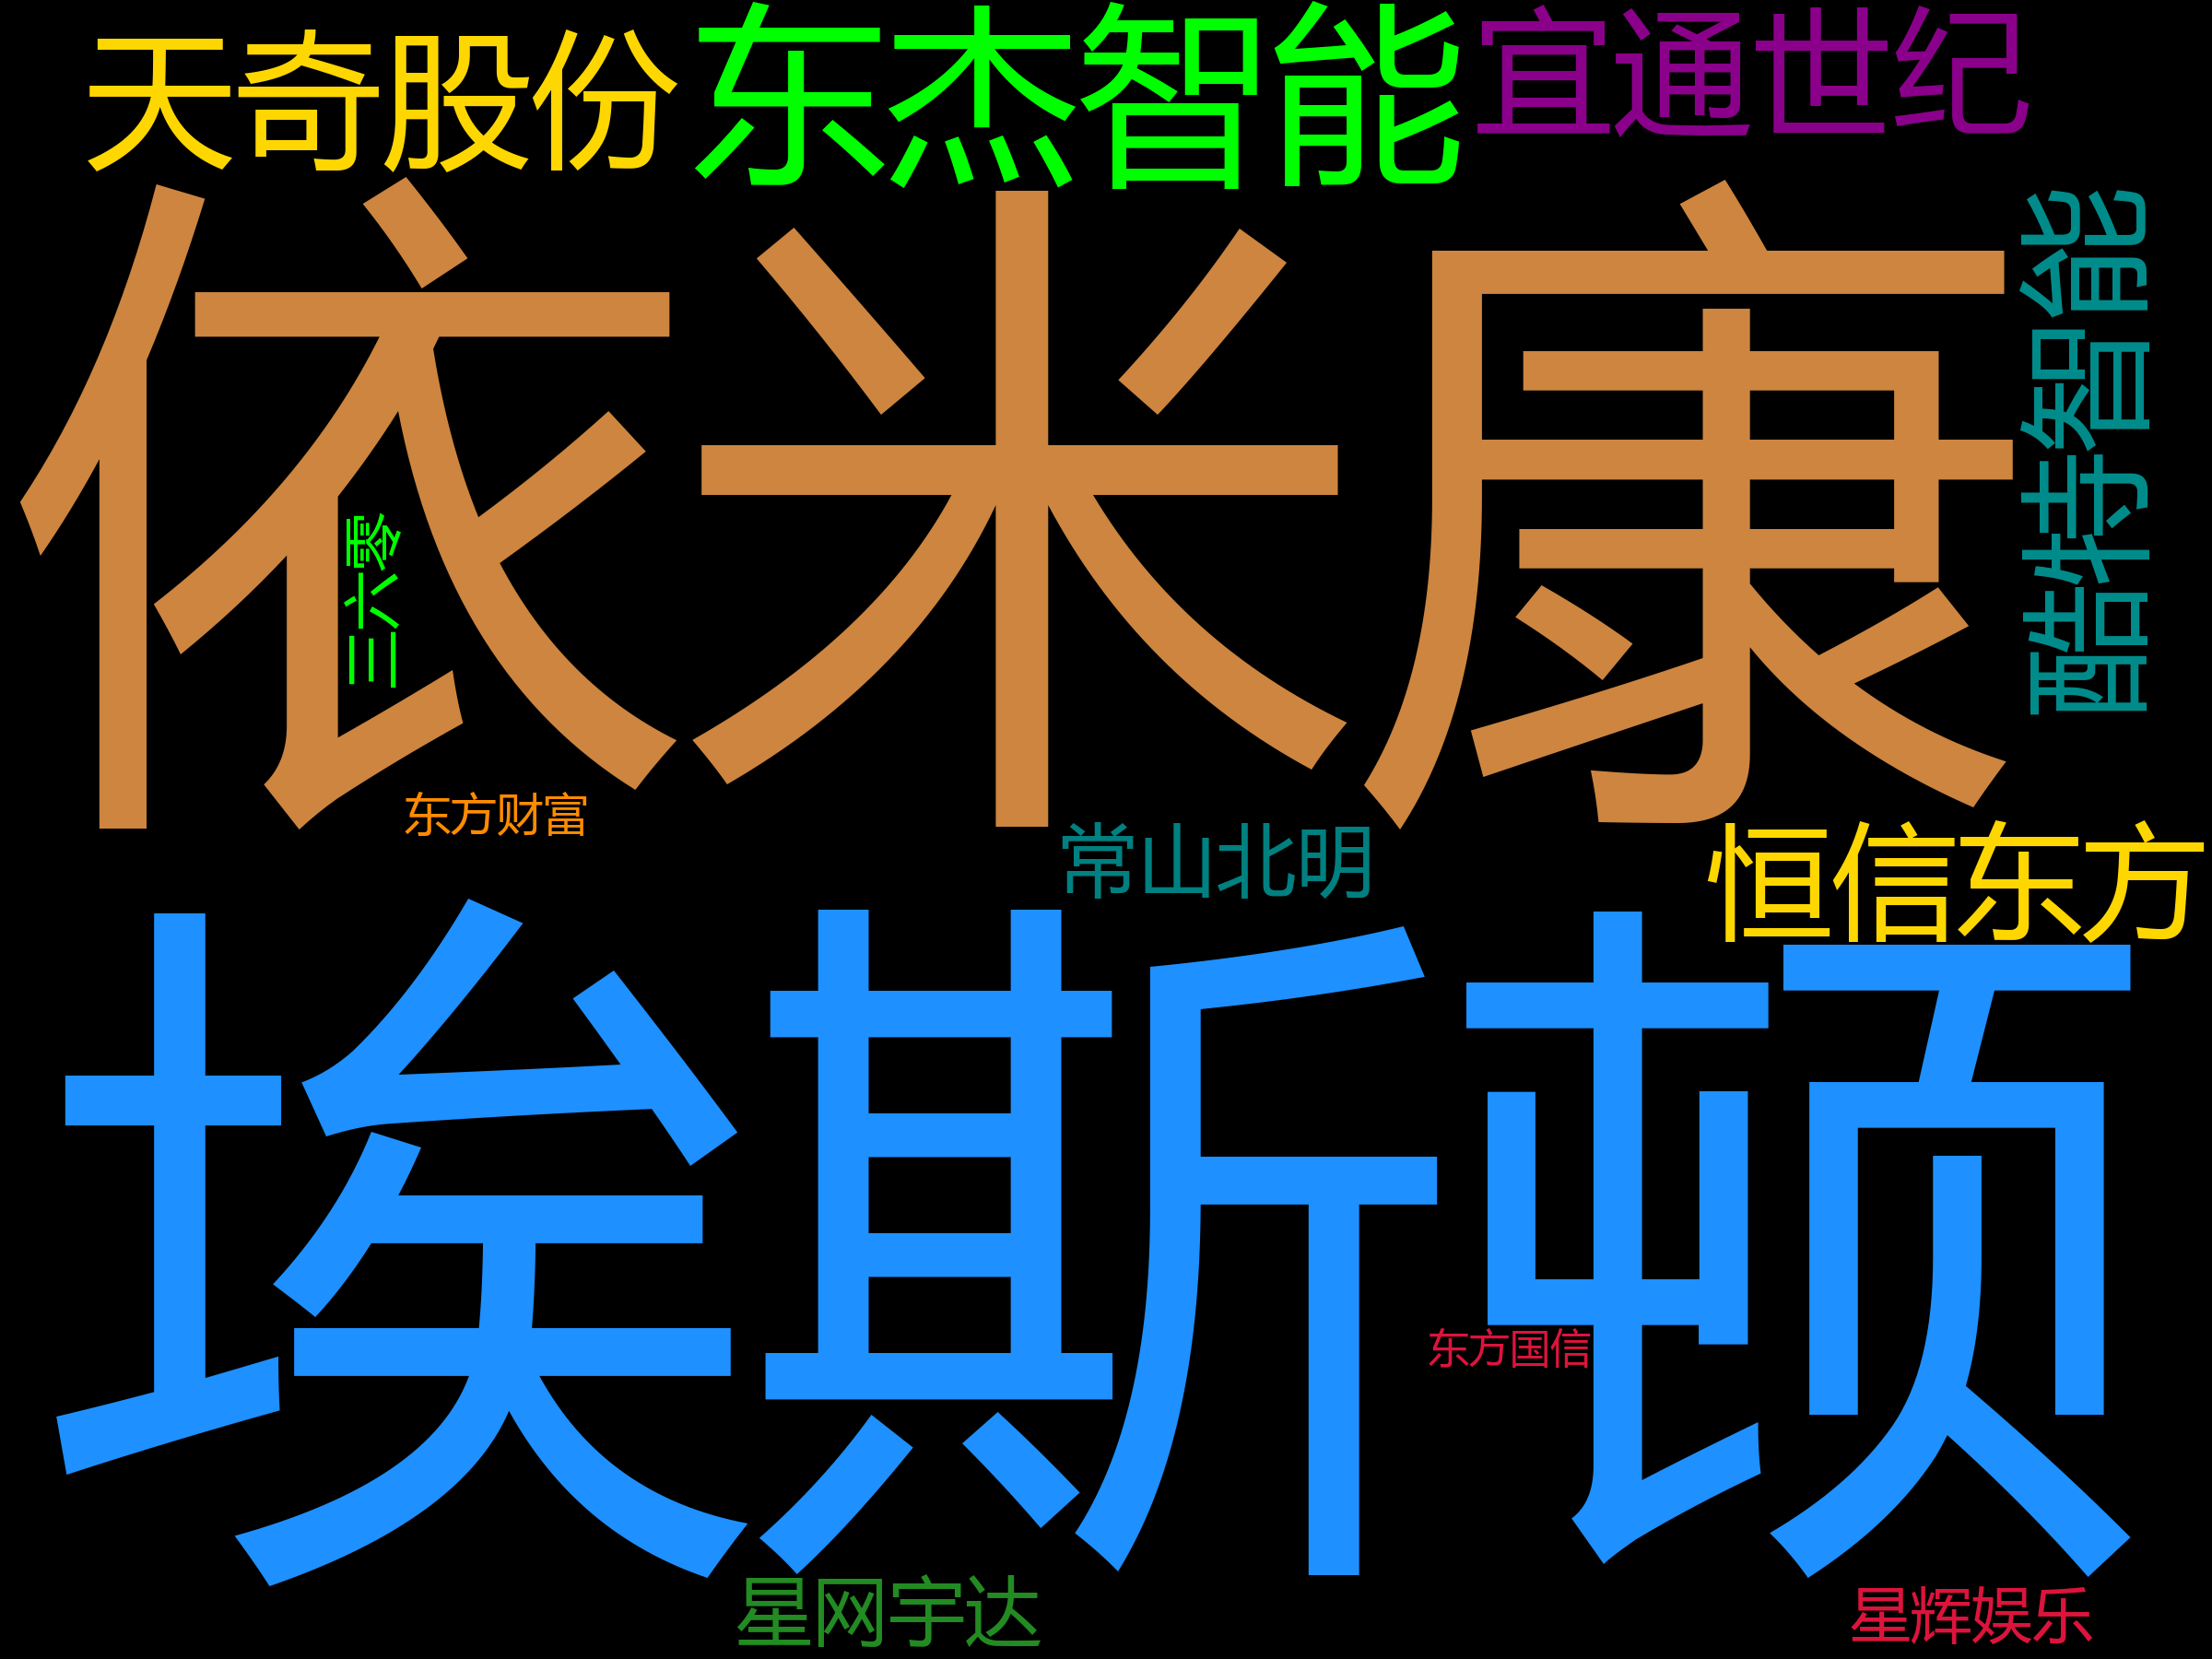 天奇股份
东杰智能
宜通世纪
依米康
酷特智能
三六零
东方财富
常山北明
恒信东方
埃斯顿
东方国信
星网宇达
星辉娱乐